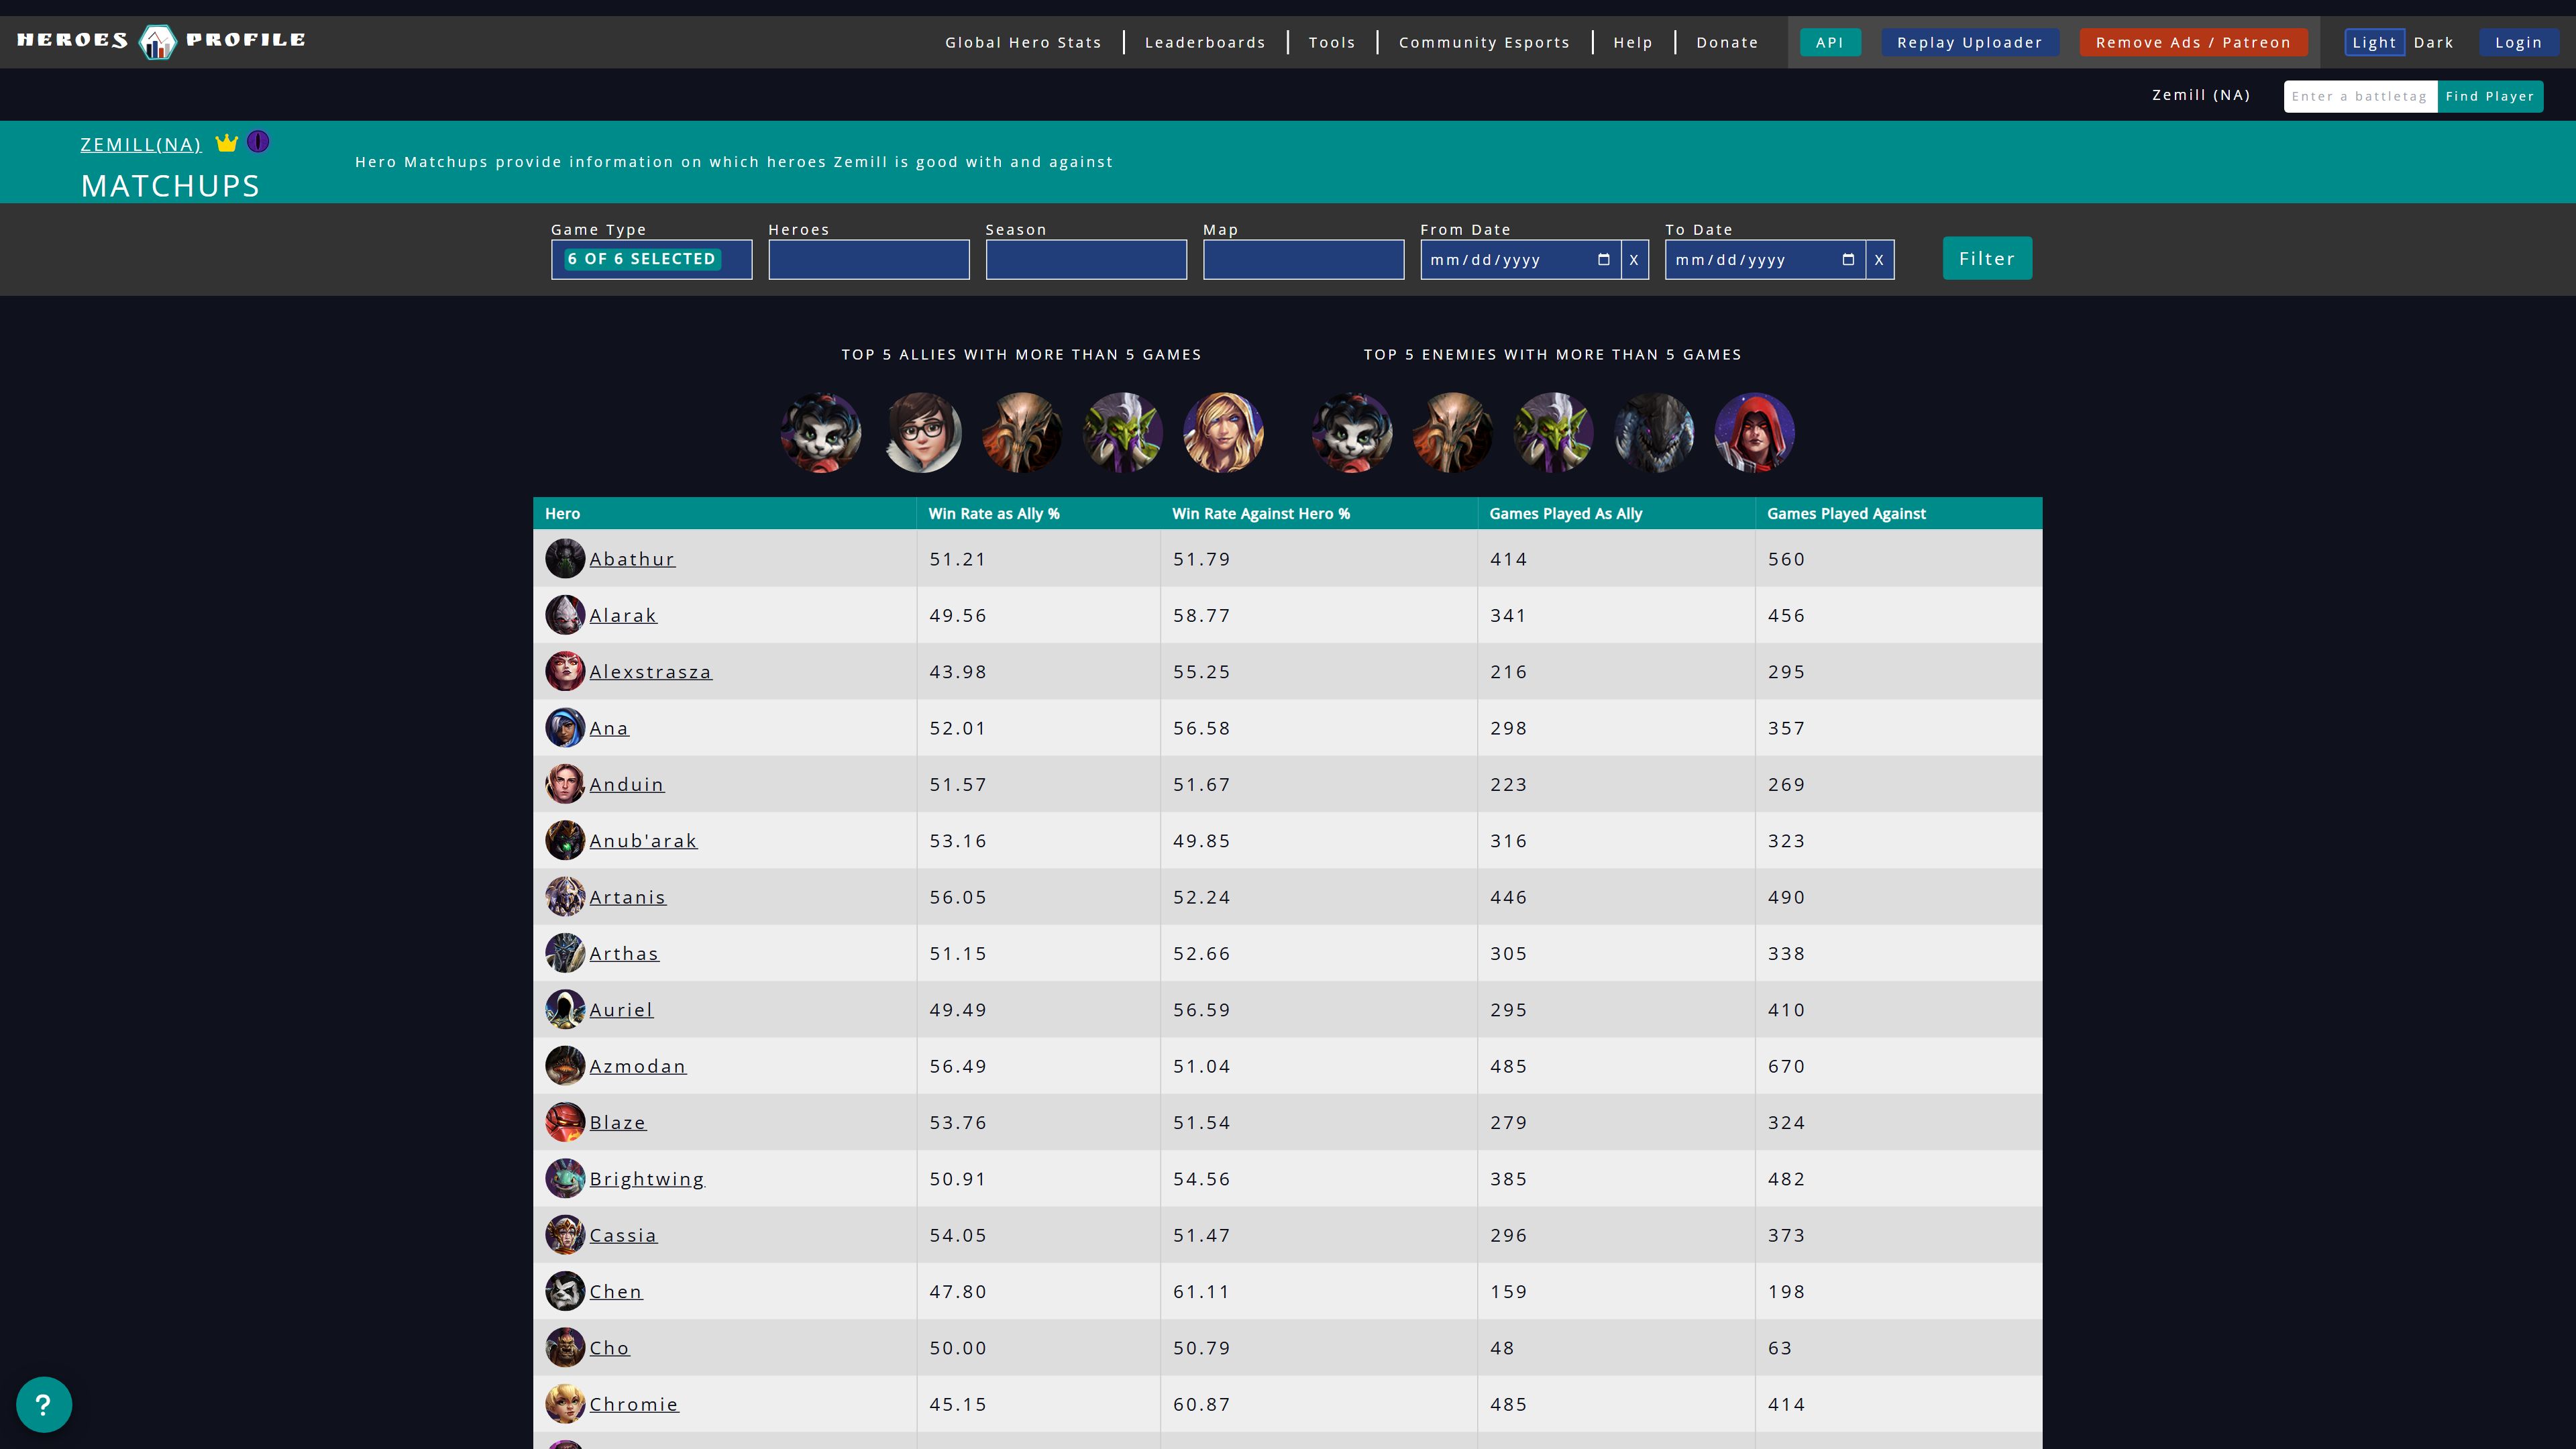 HEROES PROFILE
Global Hero Stats | Leaderboards | Tools | Community Esports | Help | Donate API Replay Uploader Remove Ads / Patreon Light Dark Login
Zemill (NA) Enter a battletag Find Player
ZEMILL(NA)
MATCHUPS
Hero Matchups provide information on which heroes Zemill is good with and against
Game Type Heroes Season Map From Date To Date
6 OF 6 SELECTED mm/dd/yyyy X mm/dd/yyyy X Filter
TOP 5 ALLIES WITH MORE THAN 5 GAMES TOP 5 ENEMIES WITH MORE THAN 5 GAMES
Hero Win Rate as Ally % Win Rate Against Hero % Games Played As Ally Games Played Against
Abathur 51.21 51.79 414 560
Alarak 49.56 58.77 341 456
Alexstrasza 43.98 55.25 216 295
Ana 52.01 56.58 298 357
Anduin 51.57 51.67 223 269
Anub'arak 53.16 49.85 316 323
Artanis 56.05 52.24 446 490
Arthas 51.15 52.66 305 338
Auriel 49.49 56.59 295 410
Azmodan 56.49 51.04 485 670
Blaze 53.76 51.54 279 324
Brightwing 50.91 54.56 385 482
Cassia 54.05 51.47 296 373
Chen 47.80 61.11 159 198
Cho 50.00 50.79 48 63
Chromie 45.15 60.87 485 414
?